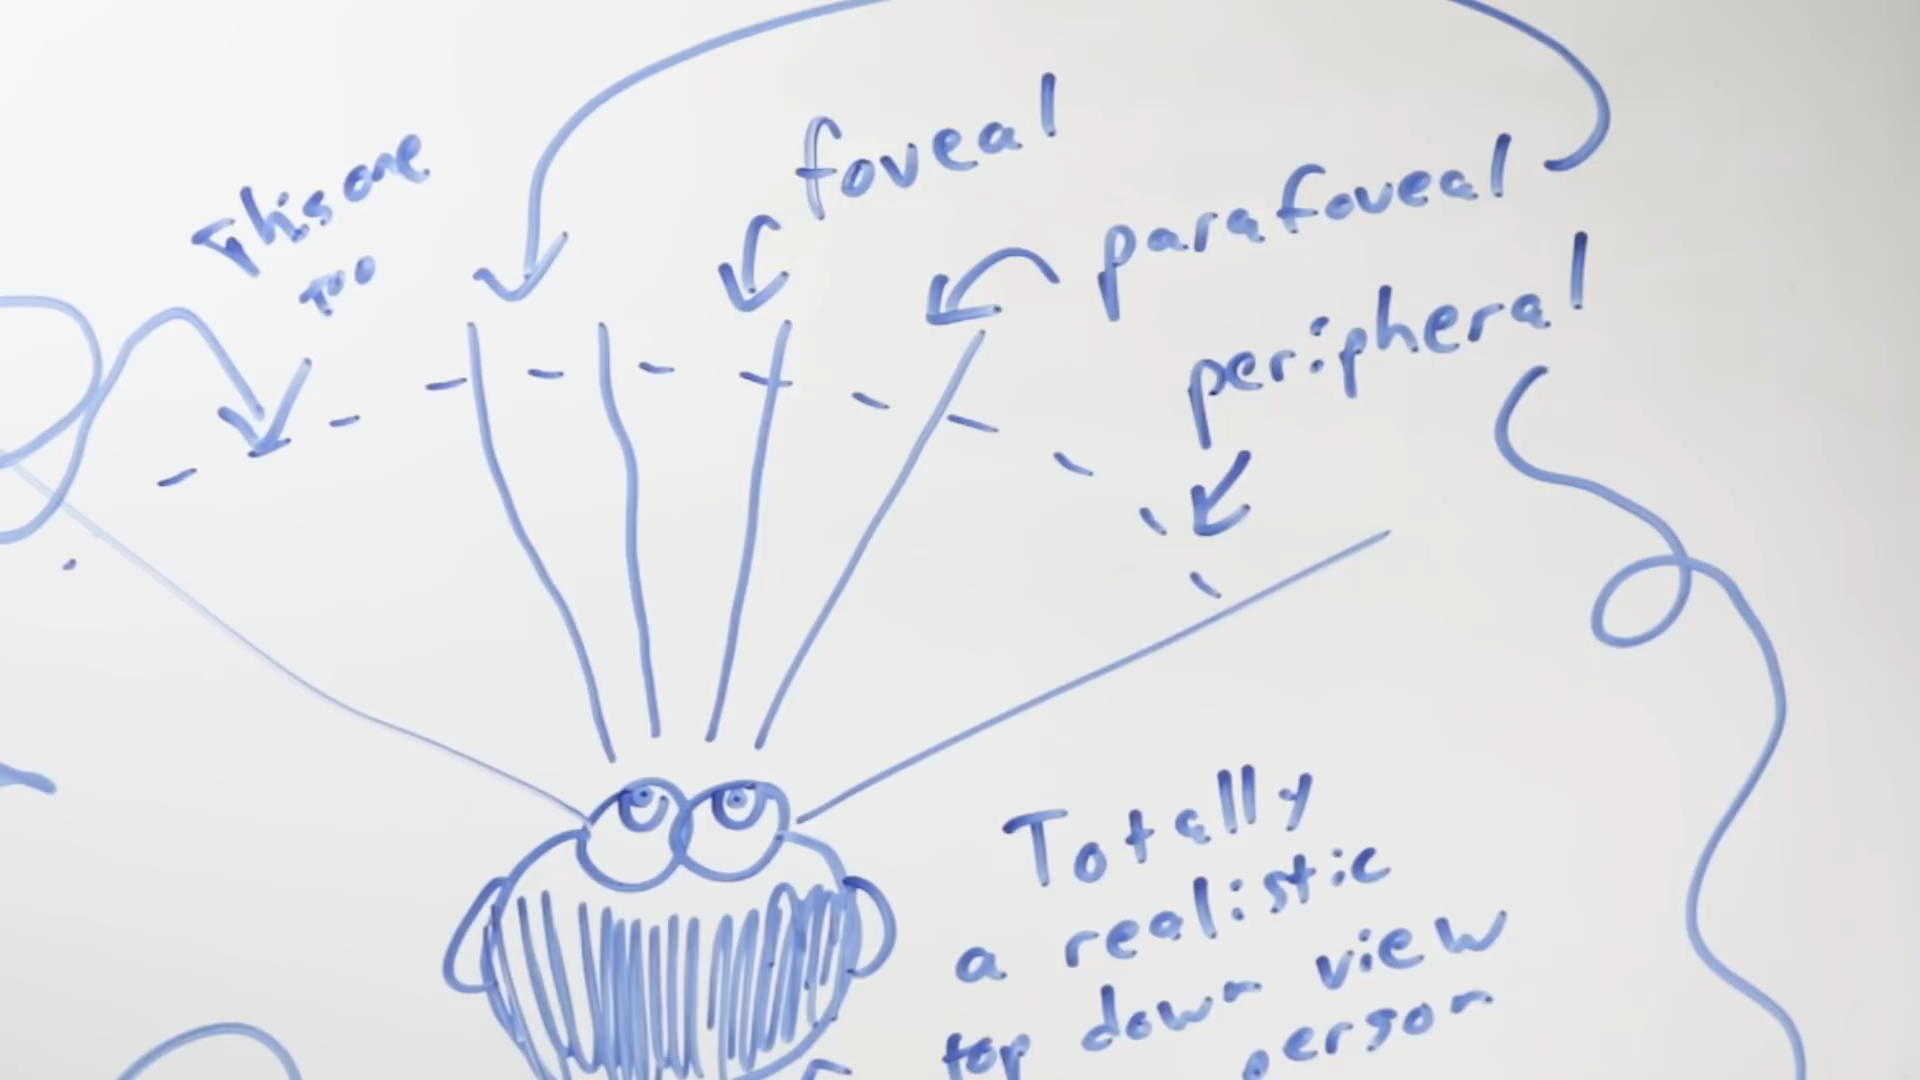 This one
Too
foveal
parafoveal
peripheral
Totally
a realistic
top down view
person